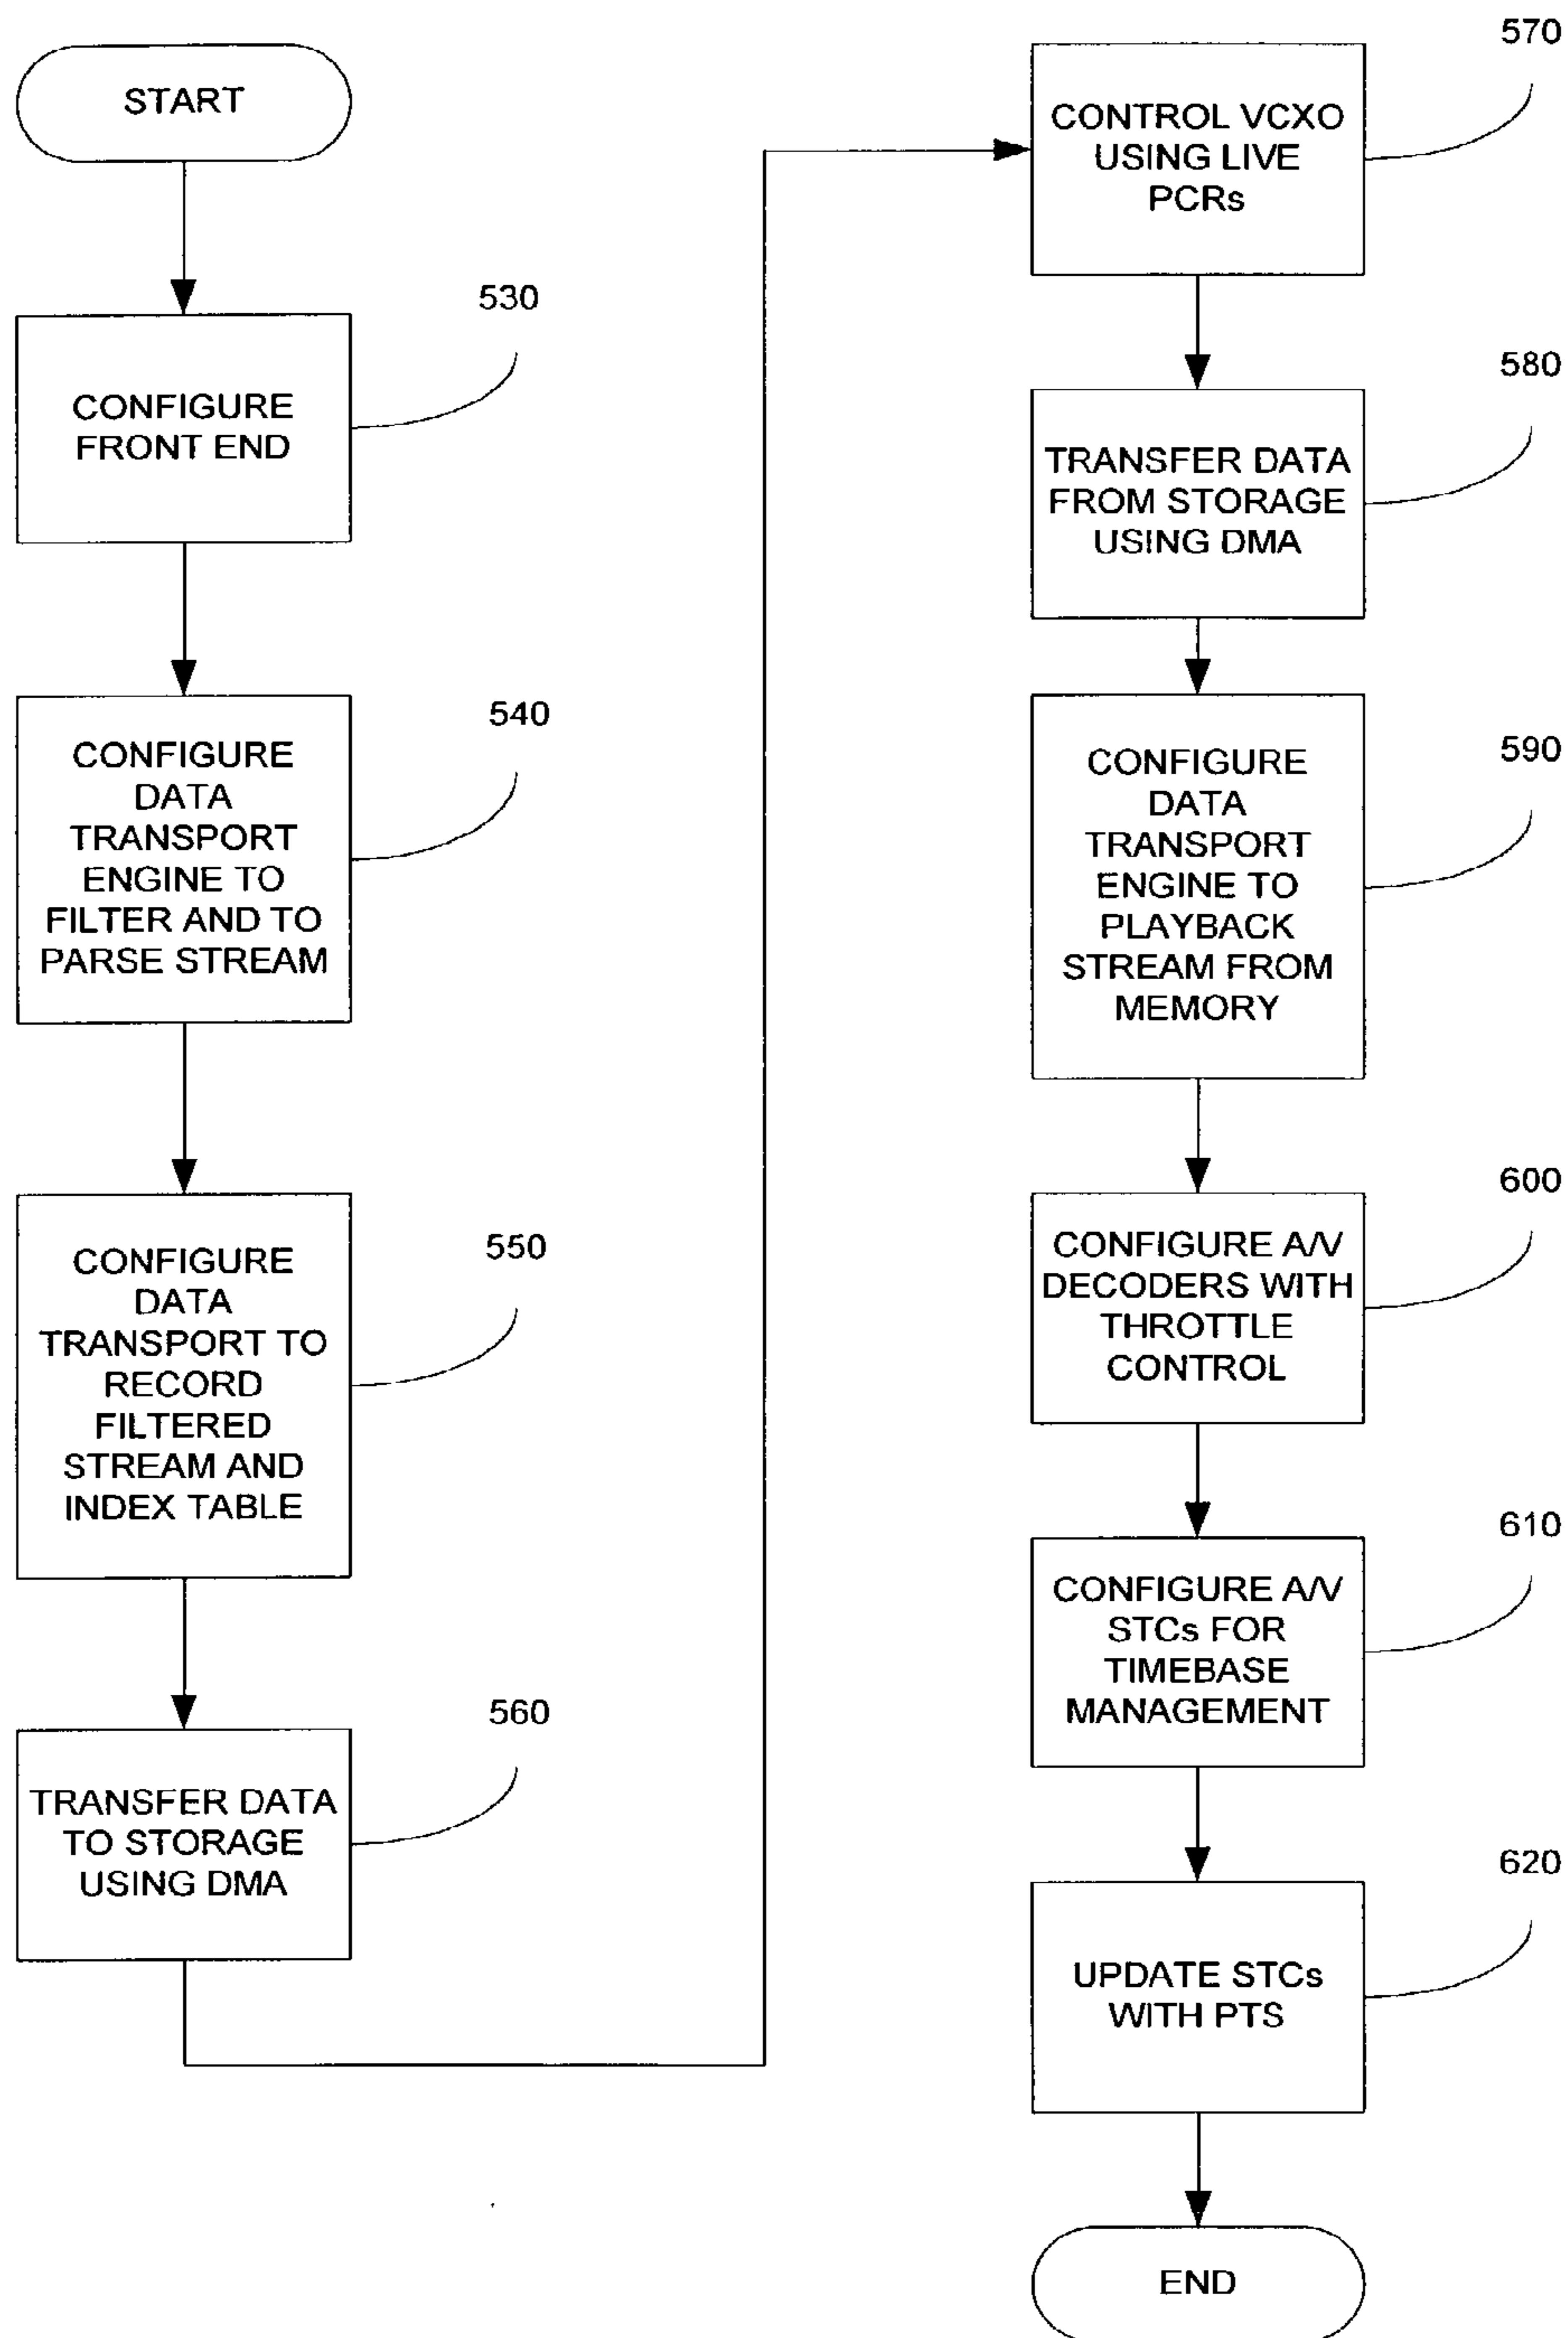 START
530
CONFIGURE
FRONT END
540
CONFIGURE
DATA
TRANSPORT
ENGINE TO
FILTER AND TO
PARSE STREAM
550
CONFIGURE
DATA
TRANSPORT TO
RECORD
FILTERED
STREAM AND
INDEX TABLE
560
TRANSFER DATA
TO STORAGE
USING DMA
570
CONTROL VCXO
USING LIVE
PCRs
580
TRANSFER DATA
FROM STORAGE
USING DMA
590
CONFIGURE
DATA
TRANSPORT
ENGINE TO
PLAYBACK
STREAM FROM
MEMORY
600
CONFIGURE A/V
DECODERS WITH
THROTTLE
CONTROL
610
CONFIGURE A/V
STCs FOR
TIMEBASE
MANAGEMENT
620
UPDATE STCs
WITH PTS
END